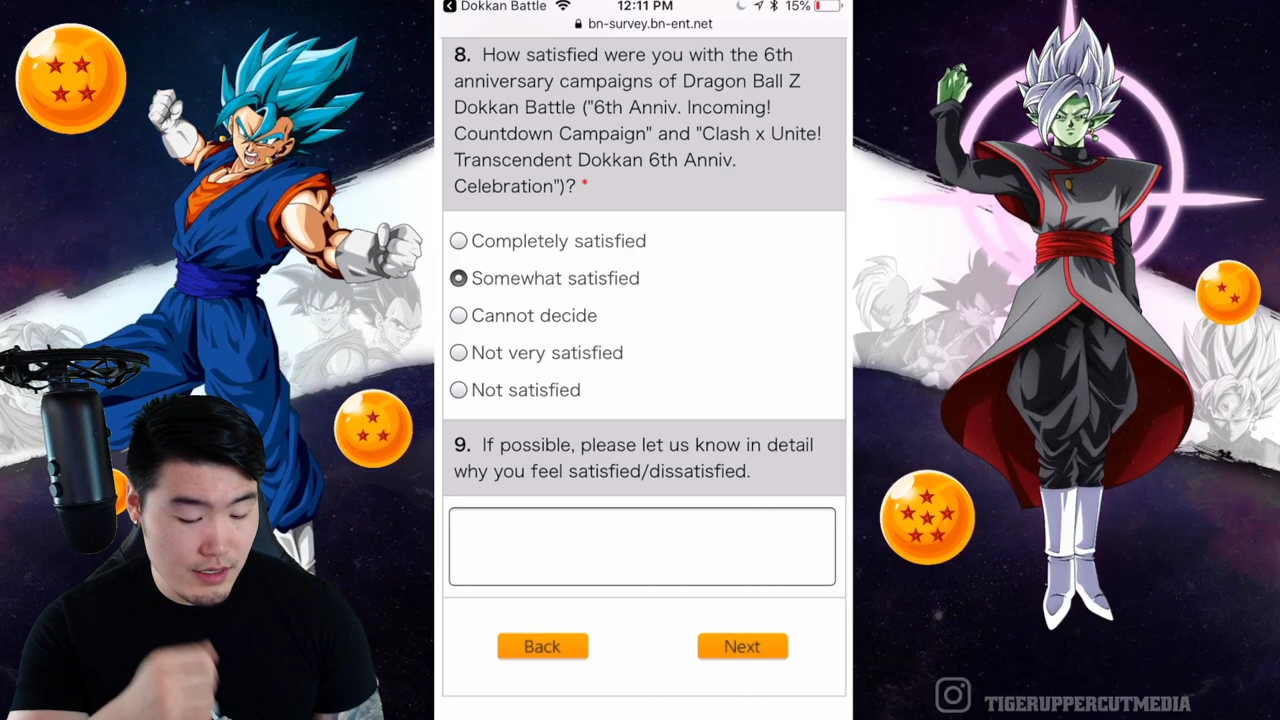 Dokkan Battle
12:11 PM
15%
bn-survey.bn-ent.net
8. How satisfied were you with the 6th
anniversary campaigns of Dragon Ball Z
Dokkan Battle ("6th Anniv. Incoming!
Countdown Campaign" and "Clash x Unite!
Transcendent Dokkan 6th Anniv.
Celebration")? *
Completely satisfied
Somewhat satisfied
Cannot decide
Not very satisfied
Not satisfied
9. If possible, please let us know in detail
why you feel satisfied/dissatisfied.
Back
Next
TIGERUPPERCUTMEDIA